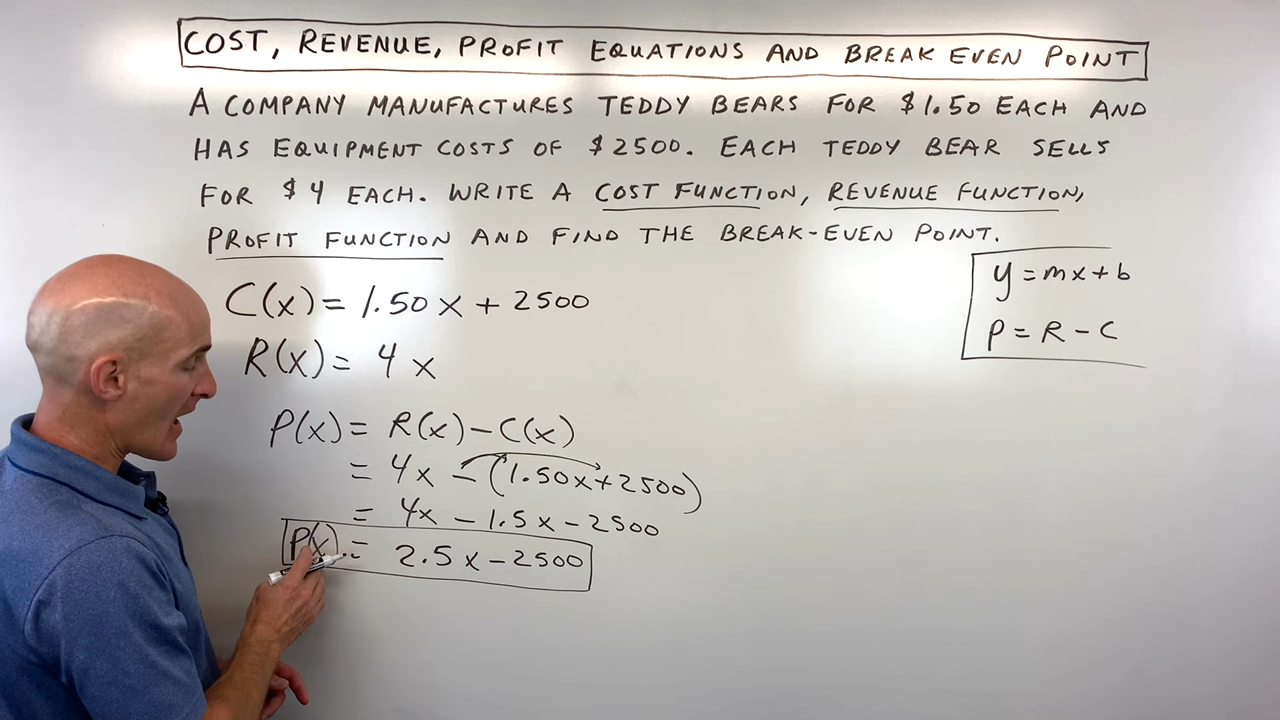 COST, REVENUE, PROFIT EQUATIONS AND BREAK EVEN POINT
A COMPANY MANUFACTURES TEDDY BEARS FOR $1.50 EACH AND
HAS EQUIPMENT COSTS OF $2500. EACH TEDDY BEAR SELLS
FOR $4 EACH. WRITE A COST FUNCTION, REVENUE FUNCTION,
PROFIT FUNCTION AND FIND THE BREAK-EVEN POINT.
y = mx + b
P = R - C
C(x) = 1.50x + 2500
R(x) = 4x
P(x) = R(x) - C(x)
= 4x - (1.50x + 2500)
= 4x - 1.5x - 2500
P(x) = 2.5x - 2500